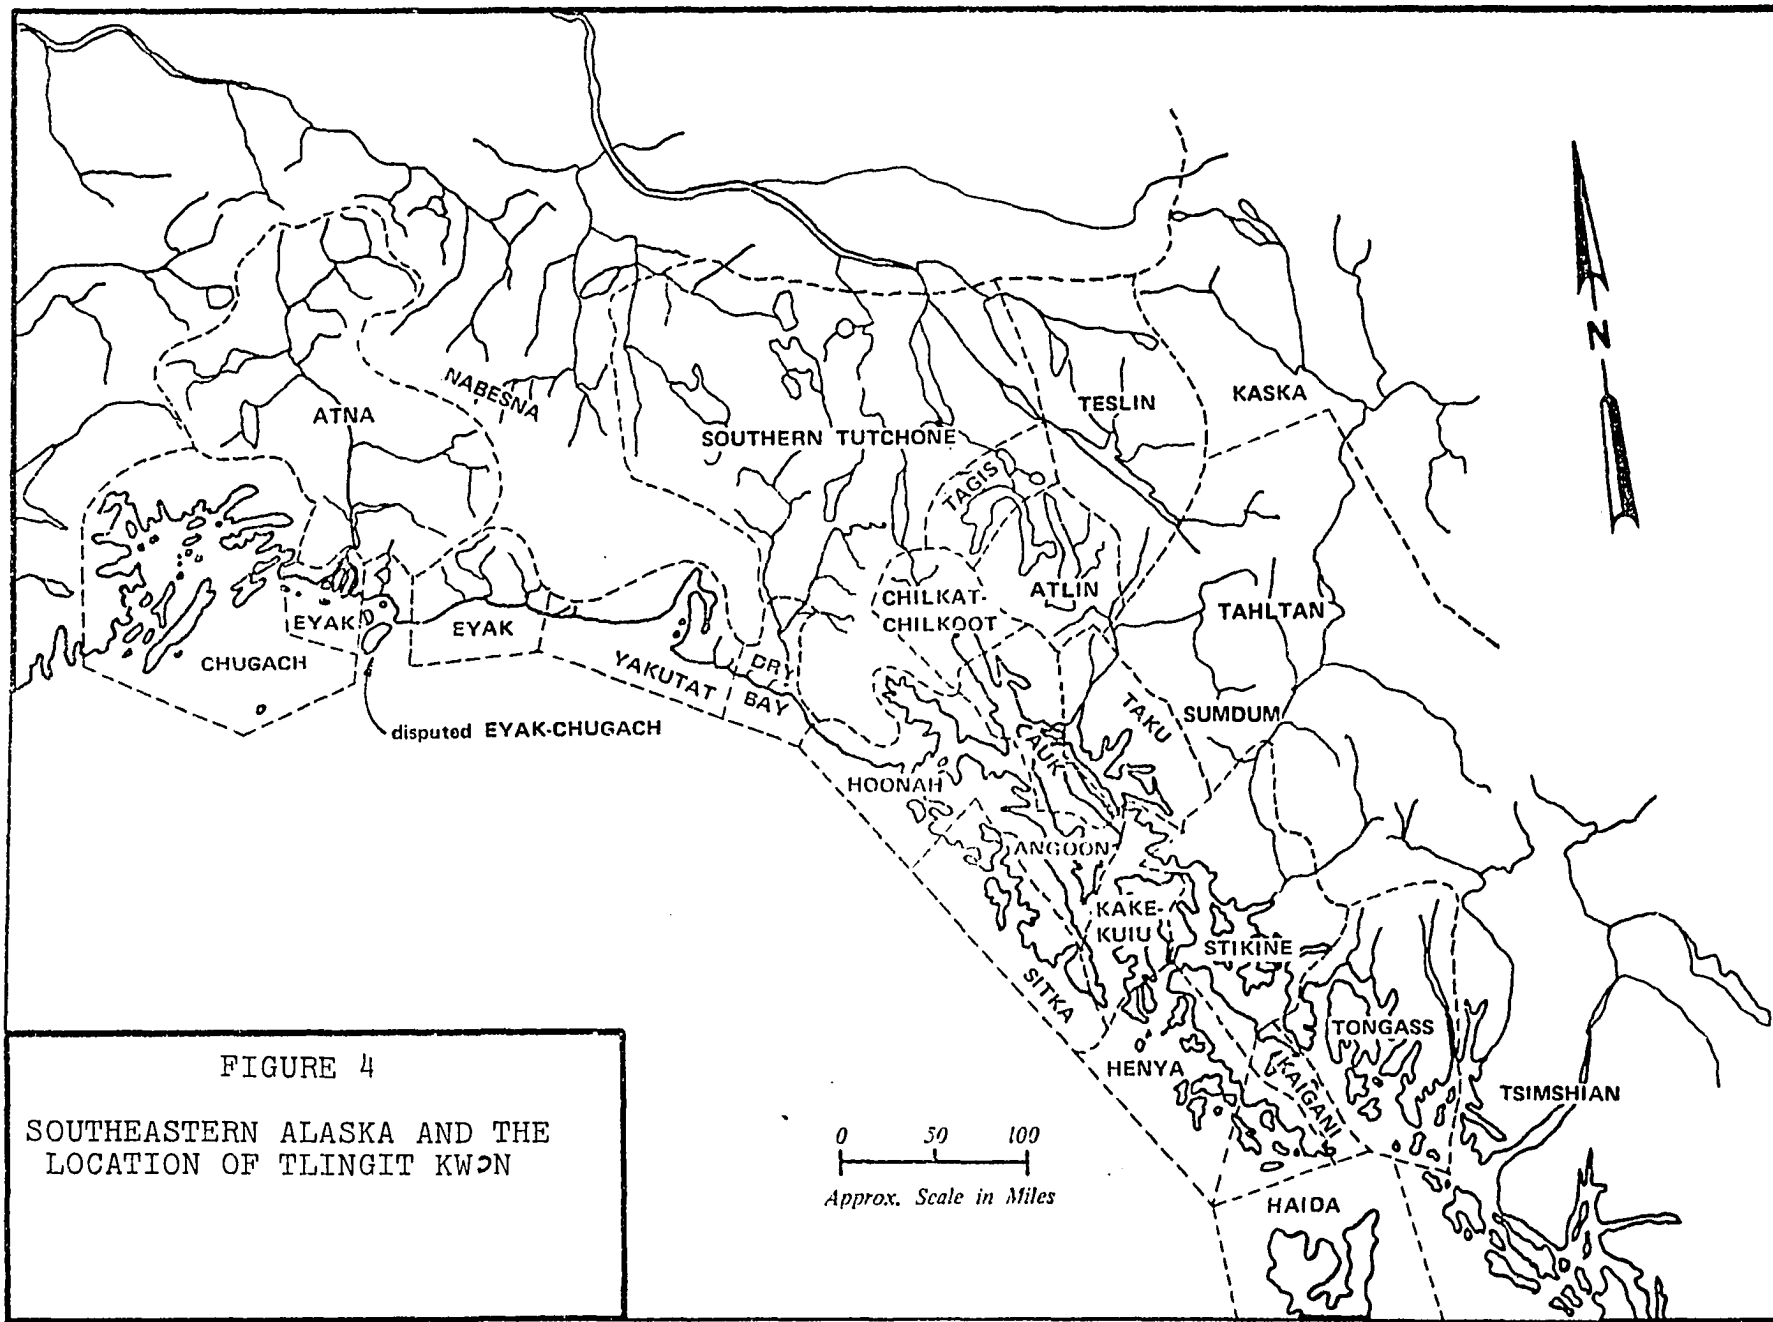 N
NABESNA
ATNA
KASKA
TESLIN
SOUTHERN TUTCHONE
TAGIS
ATLIN
CHILKAT-
CHILKOOT
TAHLTAN
EYAK
EYAK
CHUGACH
YAKUTAT
DRY
BAY
TAKU
SUMDUM
disputed EYAK-CHUGACH
AUK
HOONAH
ANGOON
KAKE-
KUIU
STIKINE
SITKA
TONGASS
HENYA
KAIGANI
TSIMSHIAN
HAIDA
0 50 100
Approx. Scale in Miles
FIGURE 4
SOUTHEASTERN ALASKA AND THE
LOCATION OF TLINGIT KWƆN